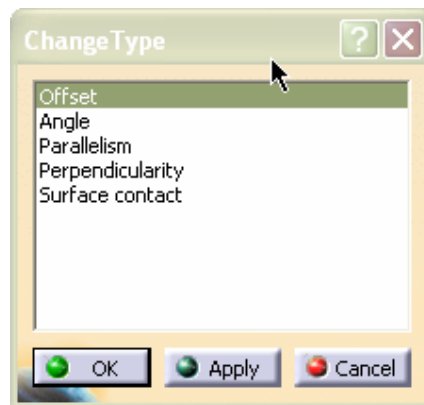 ChangeType
?
Offset
Angle
Parallelism
Perpendicularity
Surface contact
OK Apply Cancel